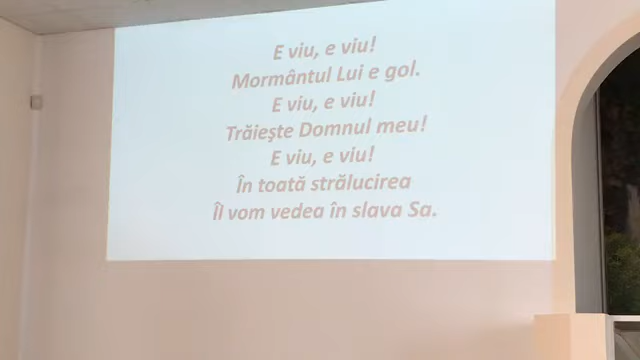 E viu, e viu!
Mormântul Lui e gol.
E viu, e viu!
Trăiește Domnul meu!
E viu, e viu!
În toată strălucirea
Îl vom vedea în slava Sa.